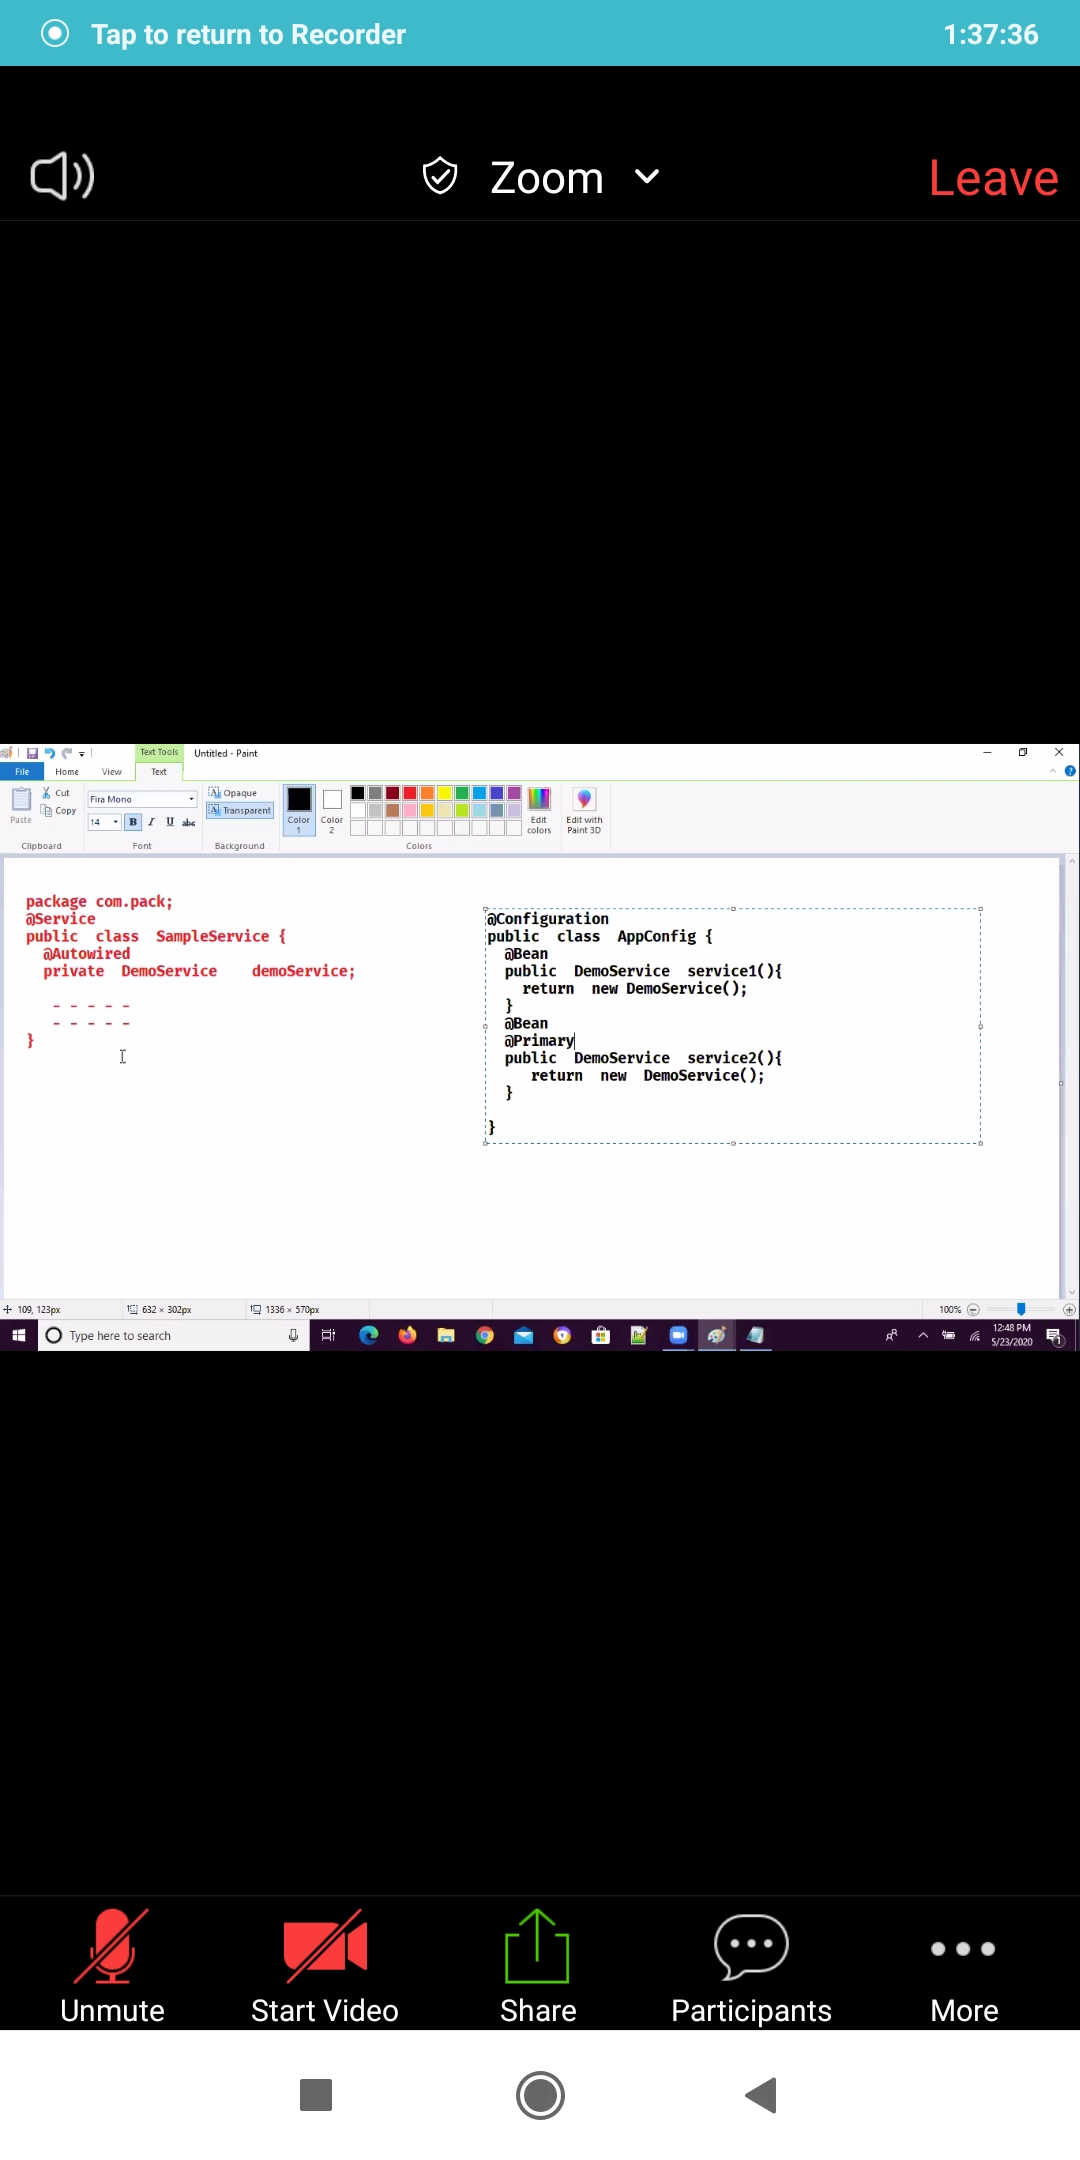 Tap to return to Recorder 1:37:36
Zoom Leave
Text Tools Untitled - Paint
File Home View Text
Paste Cut Copy
Clipboard
Fira Mono
14 B I U abc
Font
Opaque
Transparent
Background
Color 1 Color 2 Edit colors Edit with Paint 3D
Colors
package com.pack;
@Service
public class SampleService {
@Autowired
private DemoService demoService;
- - - - -
- - - - -
}
@Configuration
public class AppConfig {
@Bean
public DemoService service1(){
return new DemoService();
}
@Bean
@Primary
public DemoService service2(){
return new DemoService();
}
}
109, 123px 632 × 302px 1336 × 570px 100%
Type here to search 12:48 PM
5/23/2020 1
Unmute Start Video Share Participants More